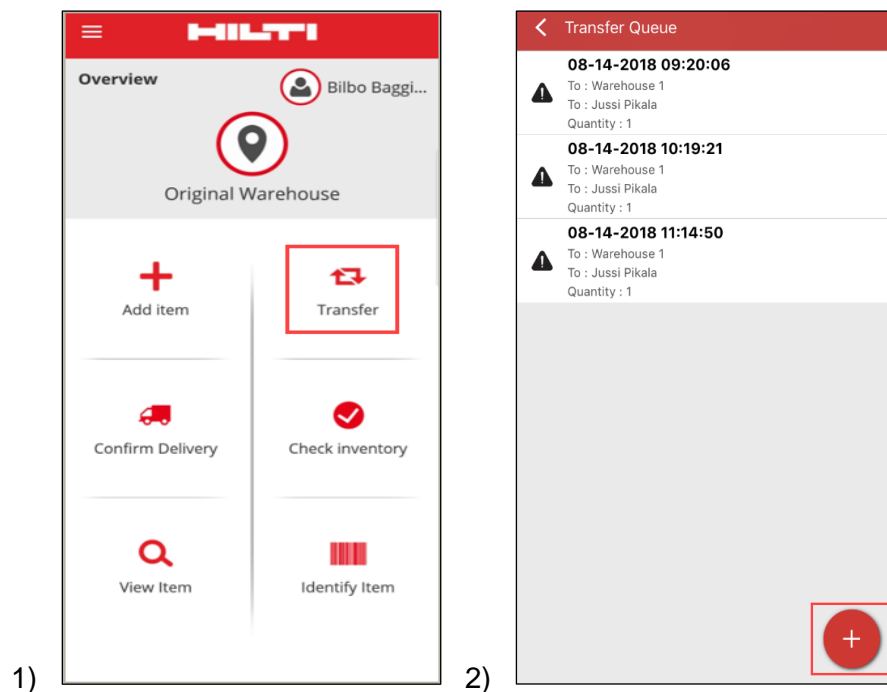 HILTI
Overview
Bilbo Baggi...
Original Warehouse
Add item
Transfer
Confirm Delivery
Check inventory
View Item
Identify Item
1)
Transfer Queue
08-14-2018 09:20:06
To : Warehouse 1
To : Jussi Pikala
Quantity : 1
08-14-2018 10:19:21
To : Warehouse 1
To : Jussi Pikala
Quantity : 1
08-14-2018 11:14:50
To : Warehouse 1
To : Jussi Pikala
Quantity : 1
2)